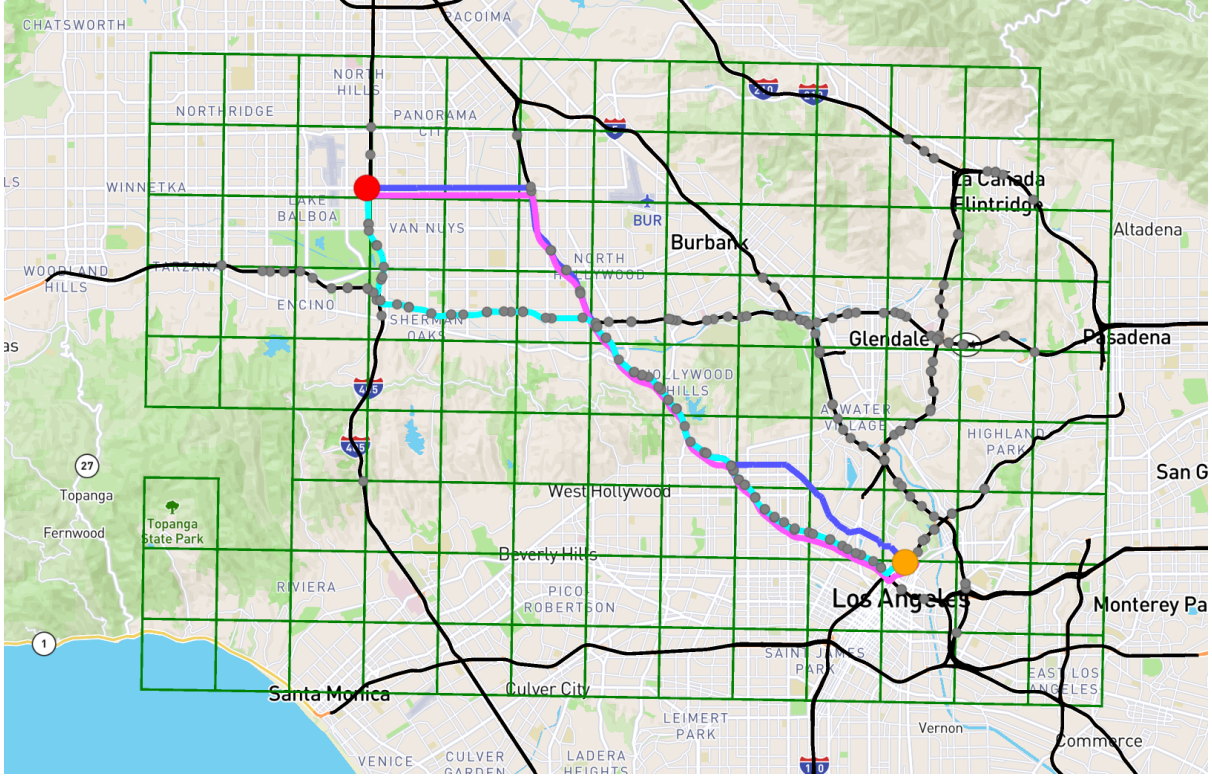 CHATSWORTH
PACOIMA
NORTH
HILLS
NORTHRIDGE
PANORAMA
CITY
5
WINNETKA
LAKE
BALBOA
VAN NUYS
BUR
La Cañada
Flintridge
Burbank
Altadena
WOODLAND
HILLS
TARZANA
NORTH
HOLLYWOOD
ENCINO
SHERMAN
OAKS
Glendale
Pasadena
as
HOLLYWOOD
HILLS
405
ATWATER
VILLAGE
HIGHLAND
PARK
405
27
Topanga
San G
West Hollywood
Topanga
State Park
Fernwood
Beverly Hills
RIVIERA
PICO-
ROBERTSON
Los Angeles
Monterey Pa
1
SAINT JAMES
PARK
EAST LOS
ANGELES
Santa Monica
Culver City
LEIMERT
PARK
Vernon
Commerce
VENICE
CULVER
GARDEN
LADERA
HEIGHTS
110